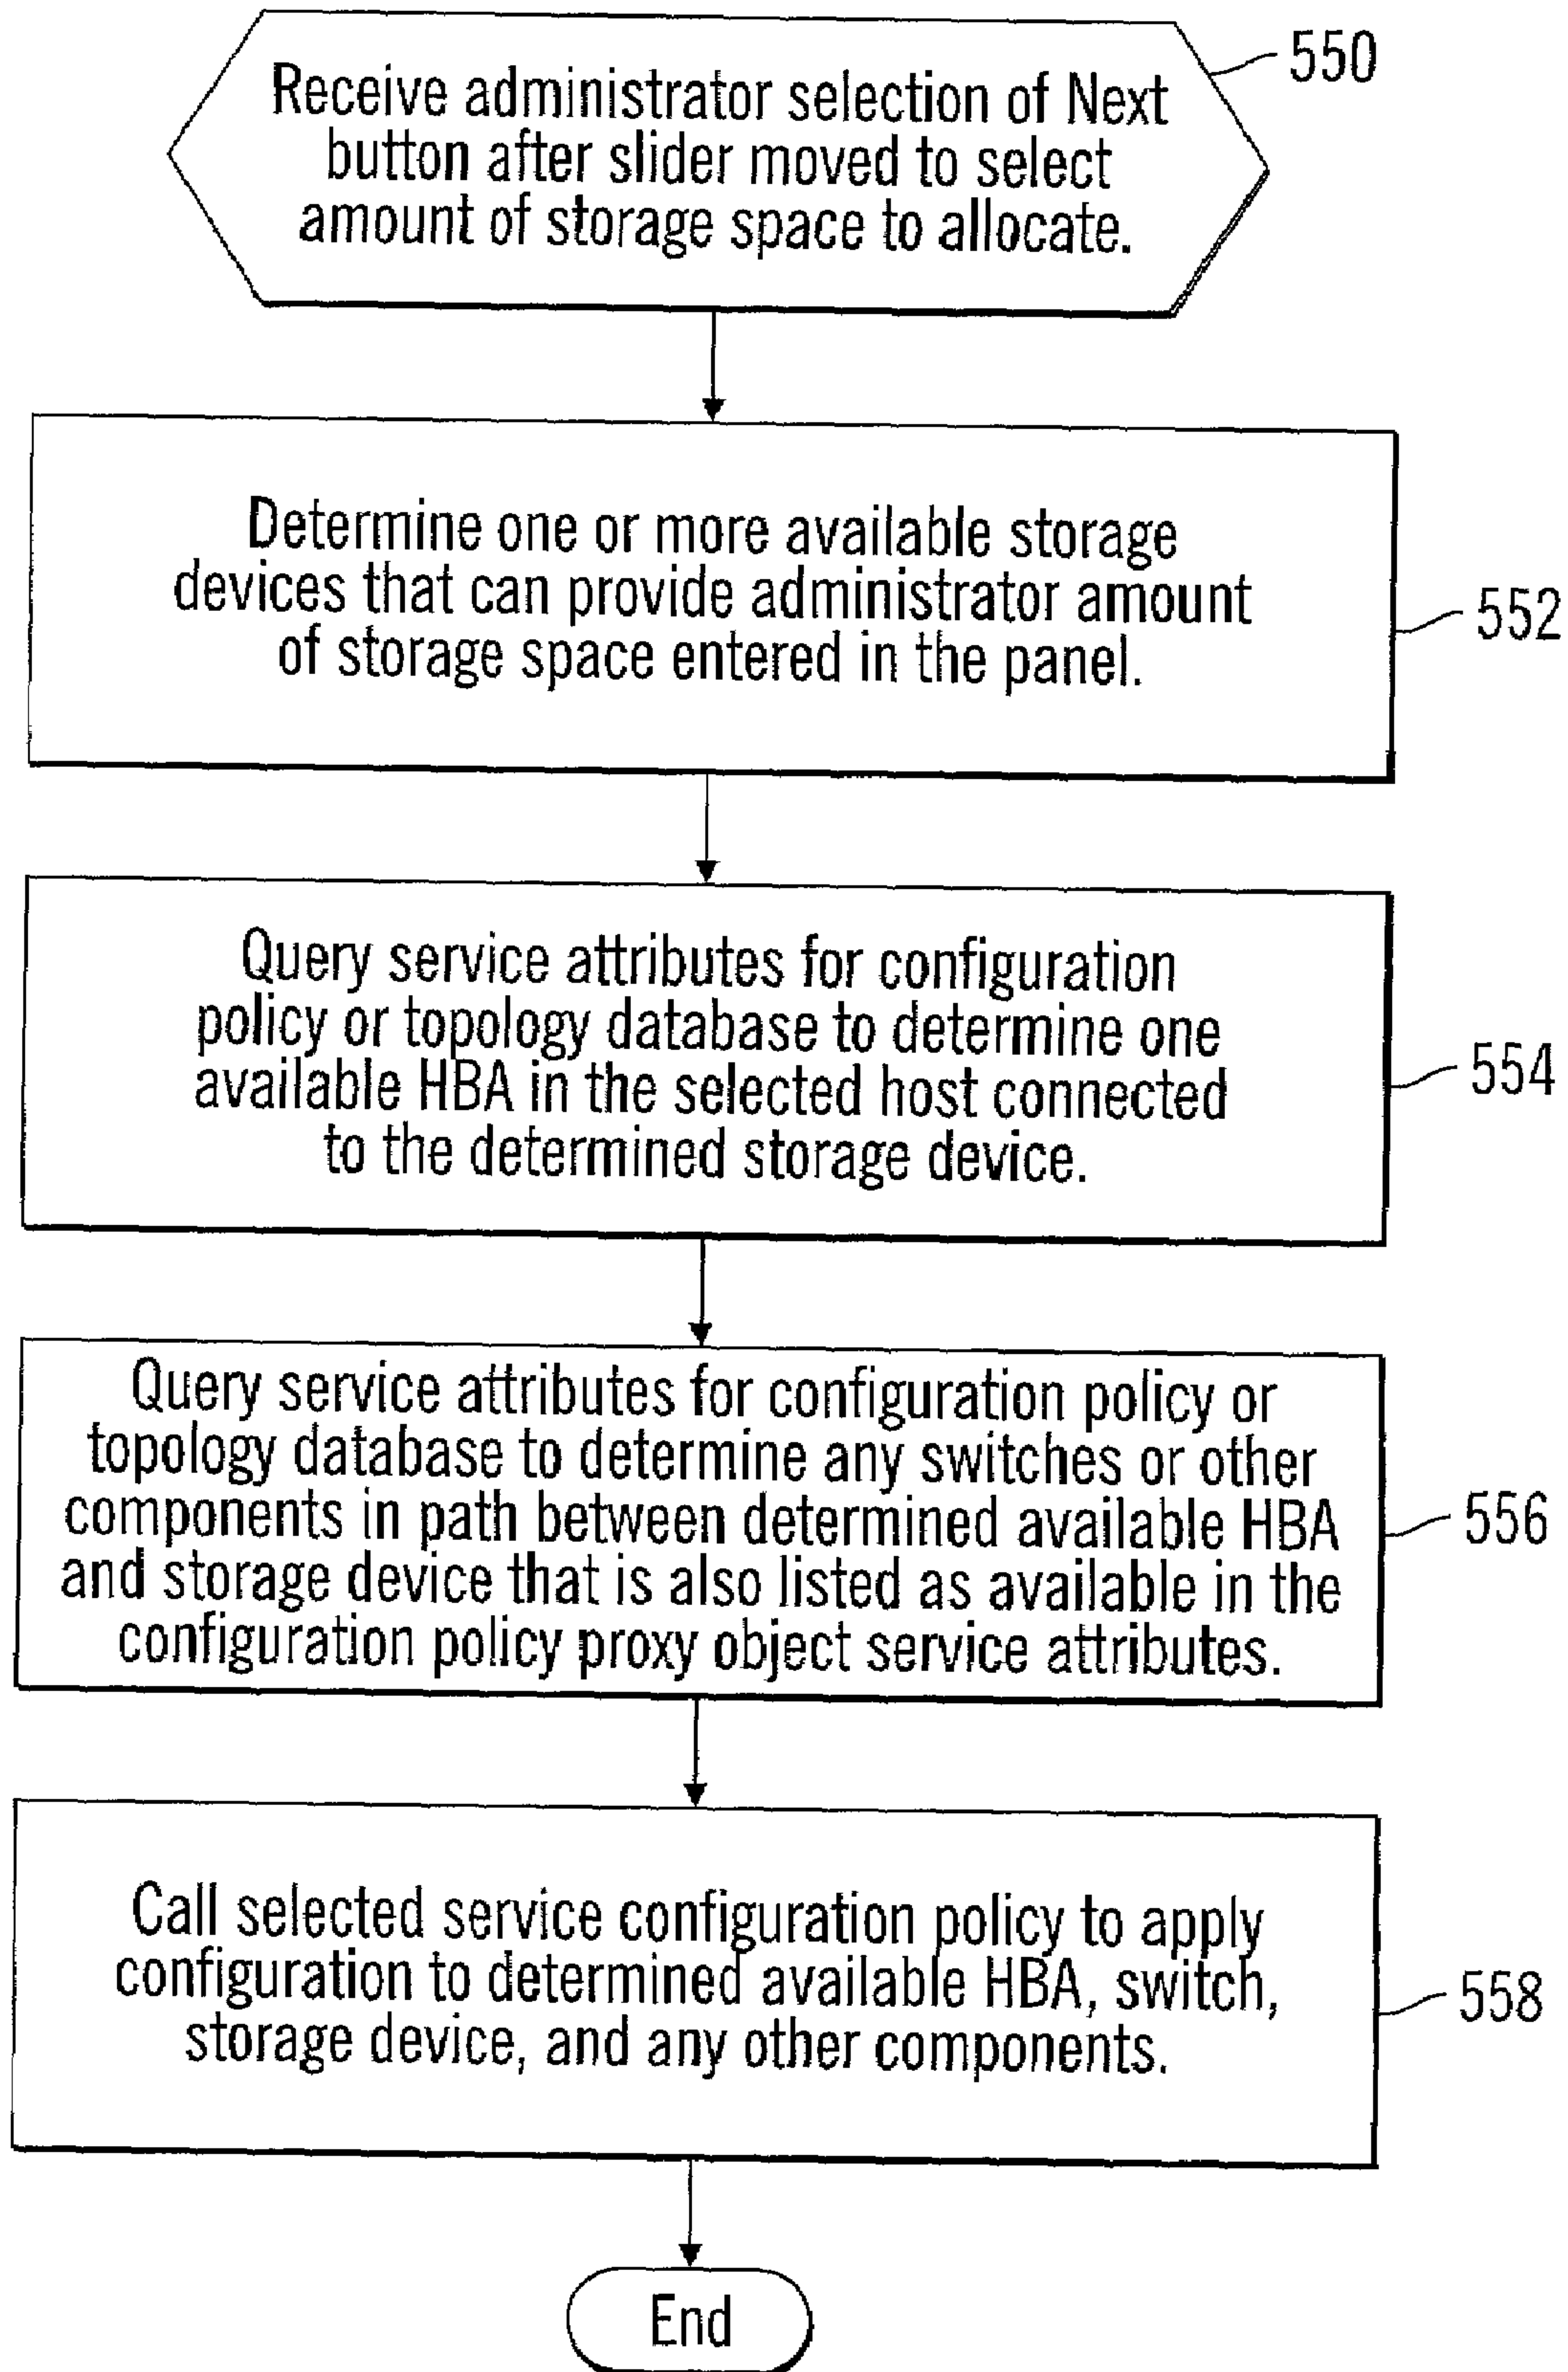 Receive administrator selection of Next
button after slider moved to select
amount of storage space to allocate.
550
Determine one or more available storage
devices that can provide administrator amount
of storage space entered in the panel.
552
Query service attributes for configuration
policy or topology database to determine one
available HBA in the selected host connected
to the determined storage device.
554
Query service attributes for configuration policy or
topology database to determine any switches or other
components in path between determined available HBA
and storage device that is also listed as available in the
configuration policy proxy object service attributes.
556
Call selected service configuration policy to apply
configuration to determined available HBA, switch,
storage device, and any other components.
558
End